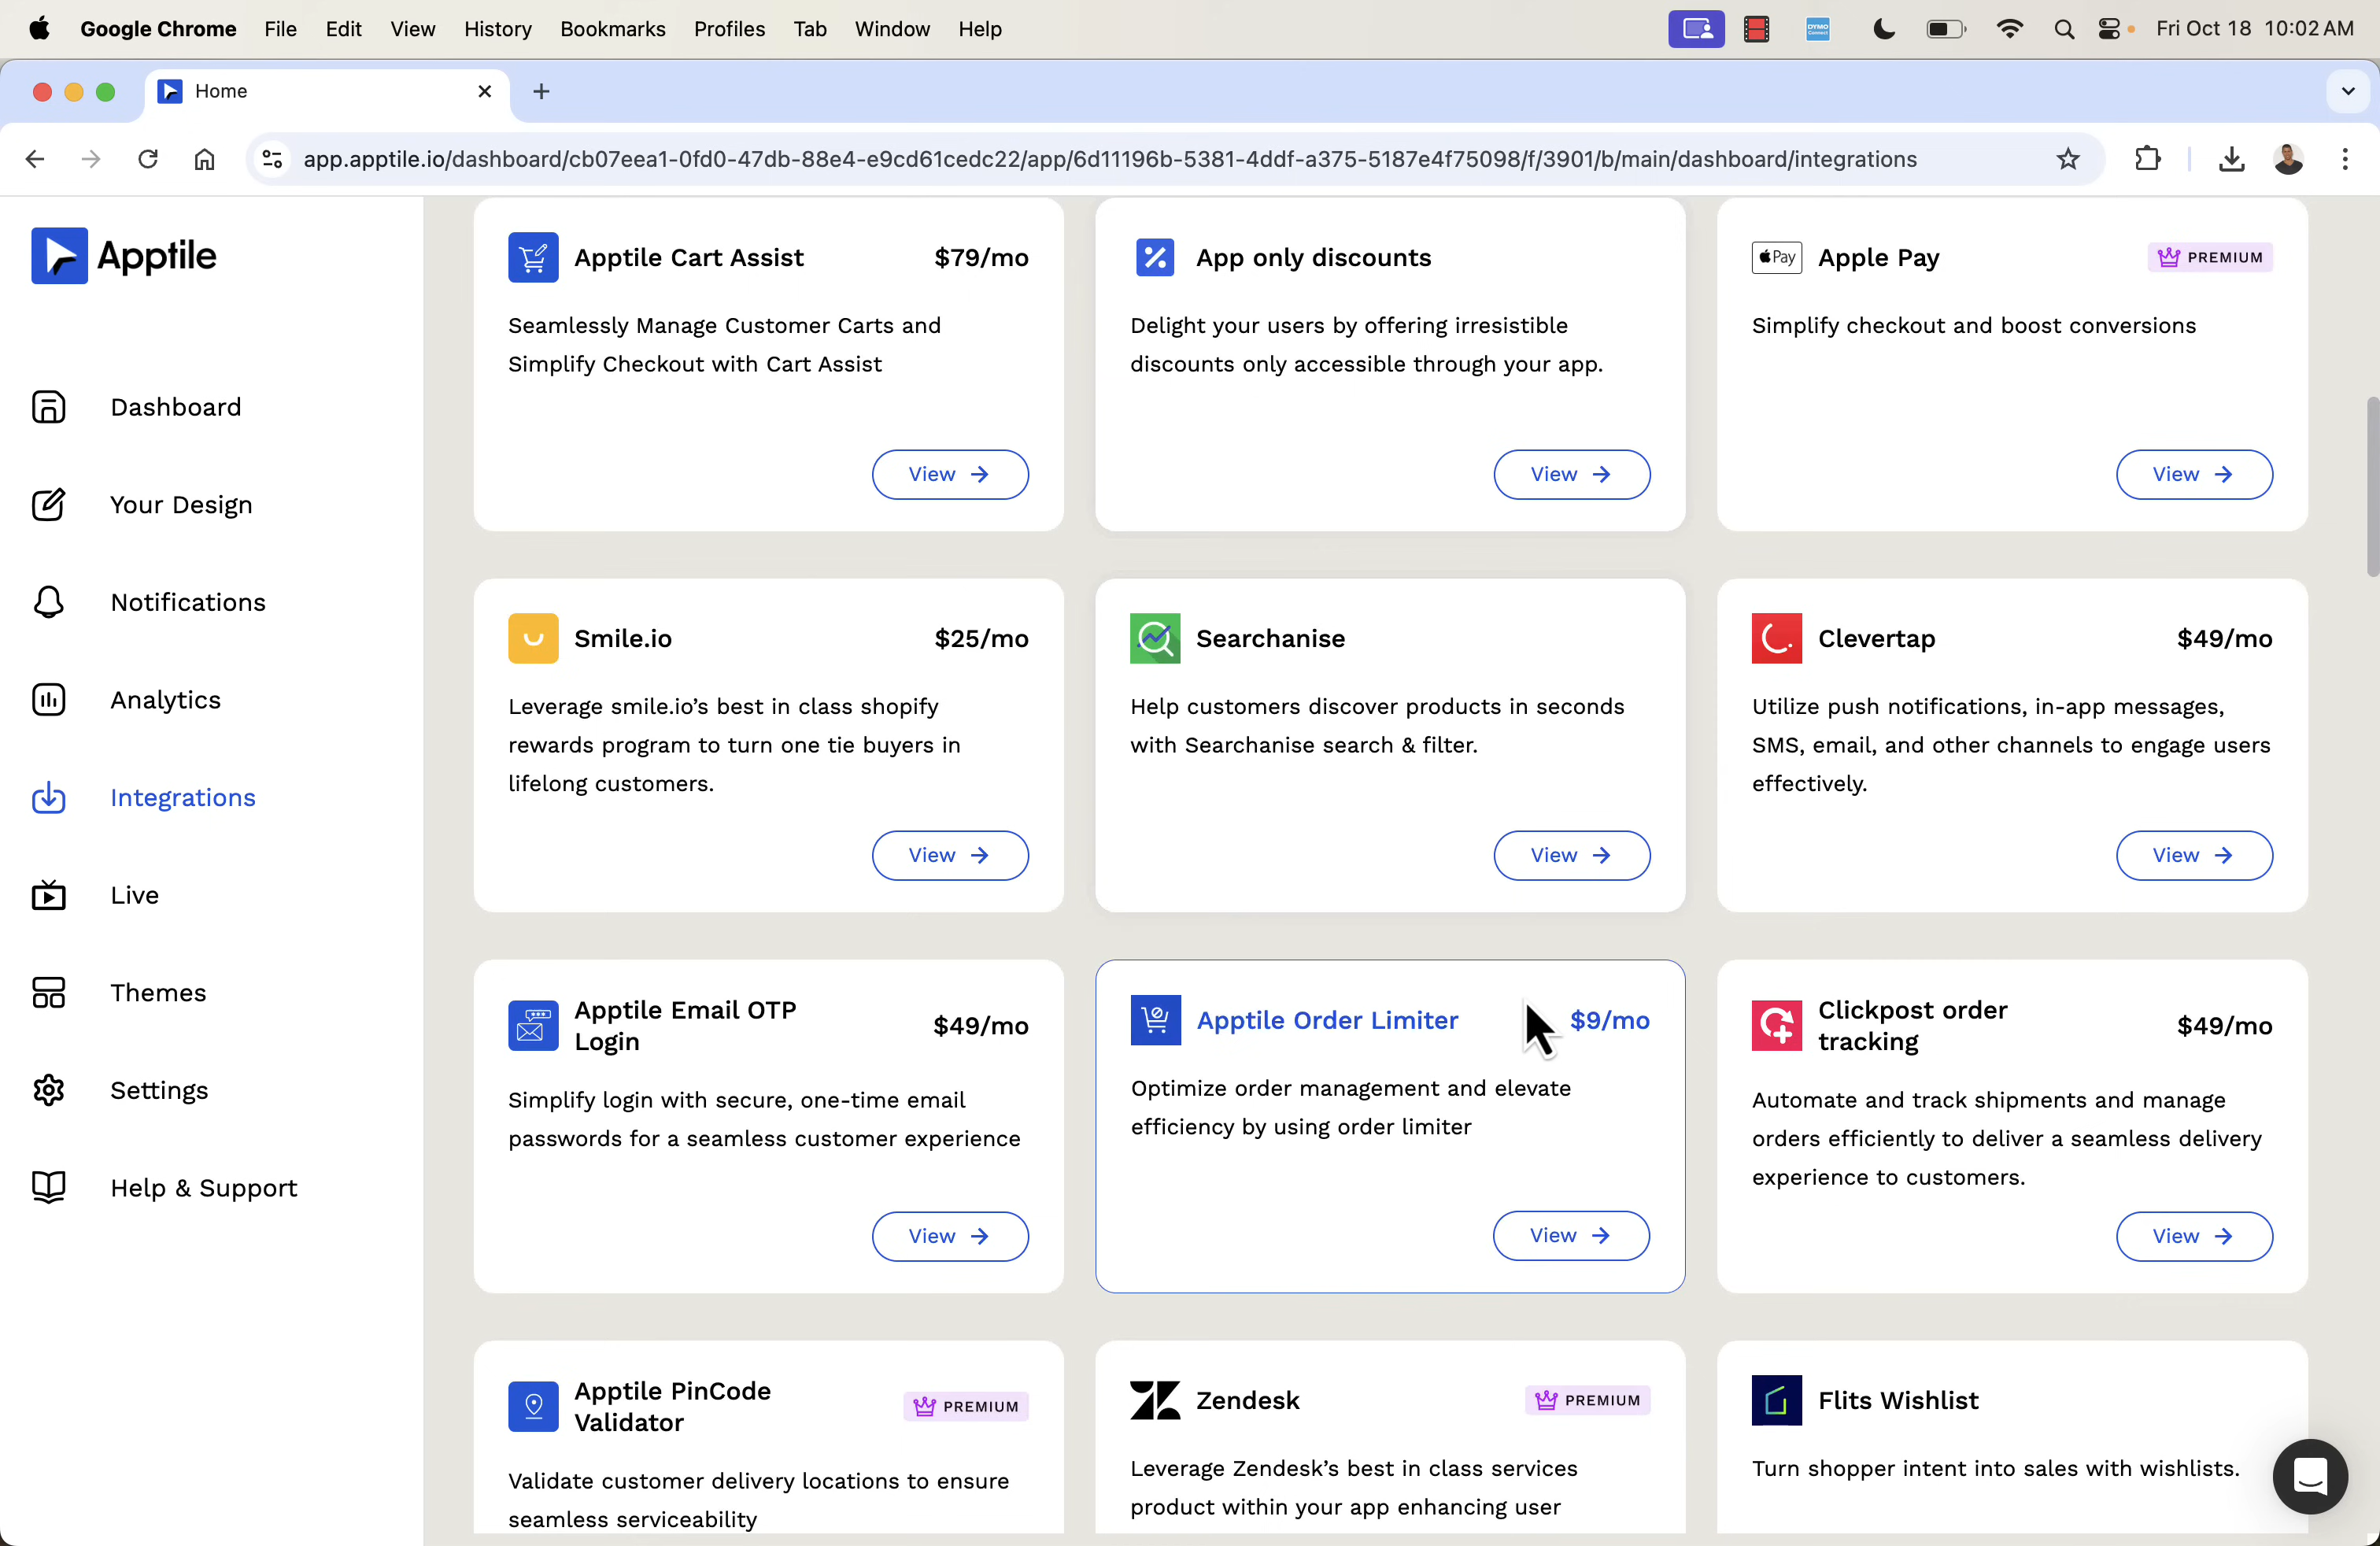 Google Chrome File Edit View History Bookmarks Profiles Tab Window Help DYMO Connect Fri Oct 18 10:02 AM
Home
app.apptile.io/dashboard/cb07eea1-0fd0-47db-88e4-e9cd61cedc22/app/6d11196b-5381-4ddf-a375-5187e4f75098/f/3901/b/main/dashboard/integrations
Apptile
Dashboard
Your Design
Notifications
Analytics
Integrations
Live
Themes
Settings
Help & Support
Apptile Cart Assist
$79/mo
Seamlessly Manage Customer Carts and
Simplify Checkout with Cart Assist
View
App only discounts
Delight your users by offering irresistible
discounts only accessible through your app.
View
Pay
Apple Pay
PREMIUM
Simplify checkout and boost conversions
View
Smile.io
$25/mo
Leverage smile.io’s best in class shopify
rewards program to turn one tie buyers in
lifelong customers.
View
Searchanise
Help customers discover products in seconds
with Searchanise search & filter.
View
Clevertap
$49/mo
Utilize push notifications, in-app messages,
SMS, email, and other channels to engage users
effectively.
View
Apptile Email OTP
Login
$49/mo
Simplify login with secure, one-time email
passwords for a seamless customer experience
View
Apptile Order Limiter
$9/mo
Optimize order management and elevate
efficiency by using order limiter
View
Clickpost order
tracking
$49/mo
Automate and track shipments and manage
orders efficiently to deliver a seamless delivery
experience to customers.
View
Apptile PinCode
Validator
PREMIUM
Validate customer delivery locations to ensure
seamless serviceability
Zendesk
PREMIUM
Leverage Zendesk’s best in class services
product within your app enhancing user
Flits Wishlist
Turn shopper intent into sales with wishlists.